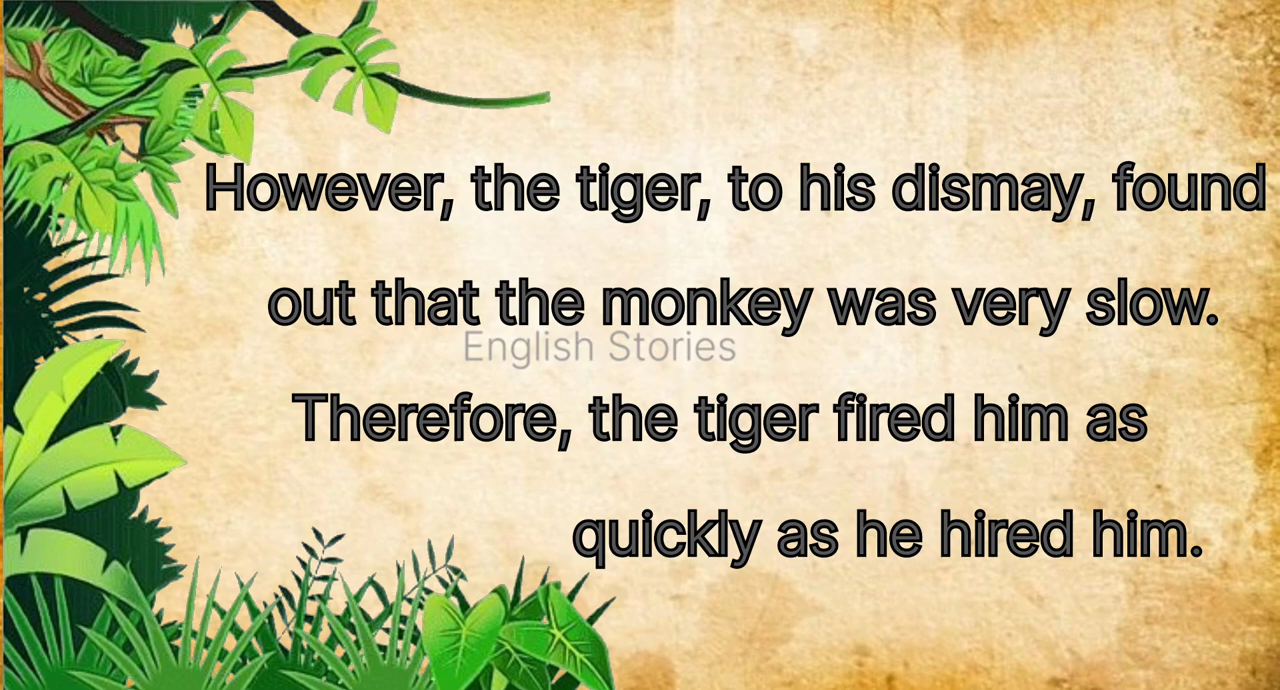 However, the tiger, to his dismay, found
out that the monkey was very slow.
English Stories
Therefore, the tiger fired him as
quickly as he hired him.